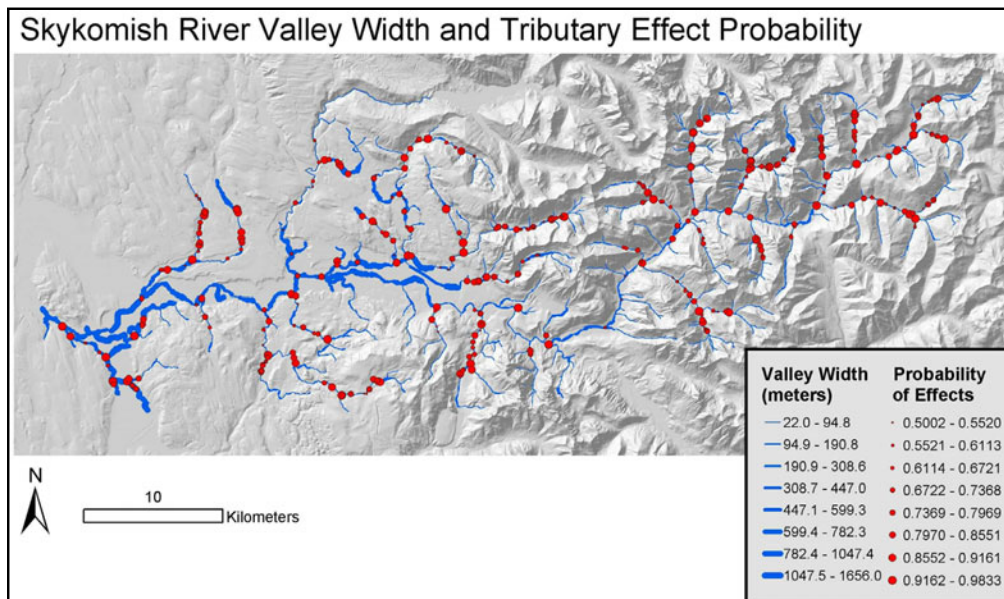 Skykomish River Valley Width and Tributary Effect Probability
Valley Width
(meters)
22.0 - 94.8
94.9 - 190.8
190.9 - 308.6
308.7 - 447.0
447.1 - 599.3
599.4 - 782.3
782.4 - 1047.4
1047.5 - 1656.0
Probability
of Effects
0.5002 - 0.5520
0.5521 - 0.6113
0.6114 - 0.6721
0.6722 - 0.7368
0.7369 - 0.7969
0.7970 - 0.8551
0.8552 - 0.9161
0.9162 - 0.9833
N
10
Kilometers